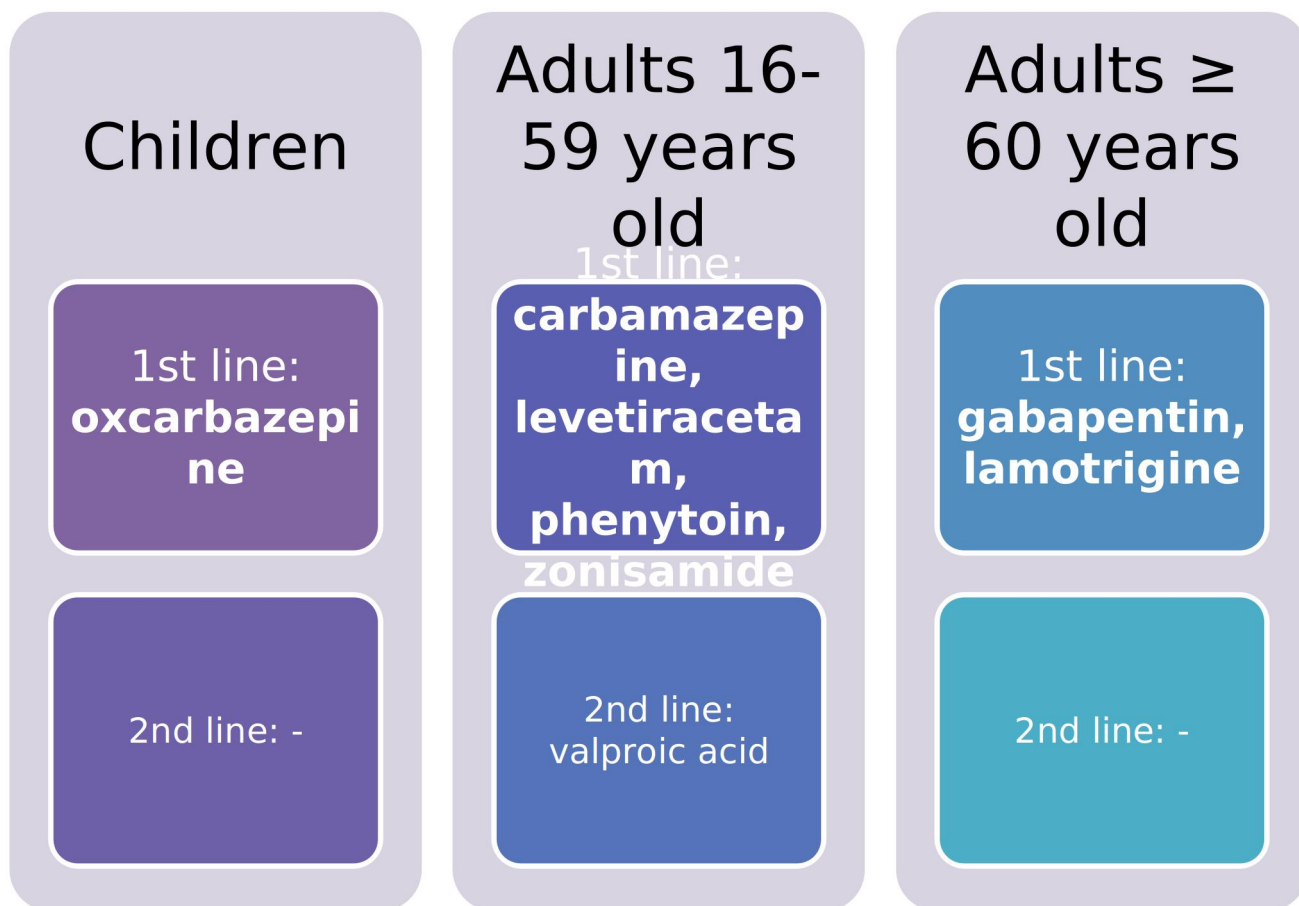 Children
1st line:
oxcarbazepi
ne
2nd line: -
Adults 16-
59 years
old
1st line:
carbamazep
ine,
levetiraceta
m,
phenytoin,
zonisamide
2nd line:
valproic acid
Adults ≥
60 years
old
1st line:
gabapentin,
lamotrigine
2nd line: -